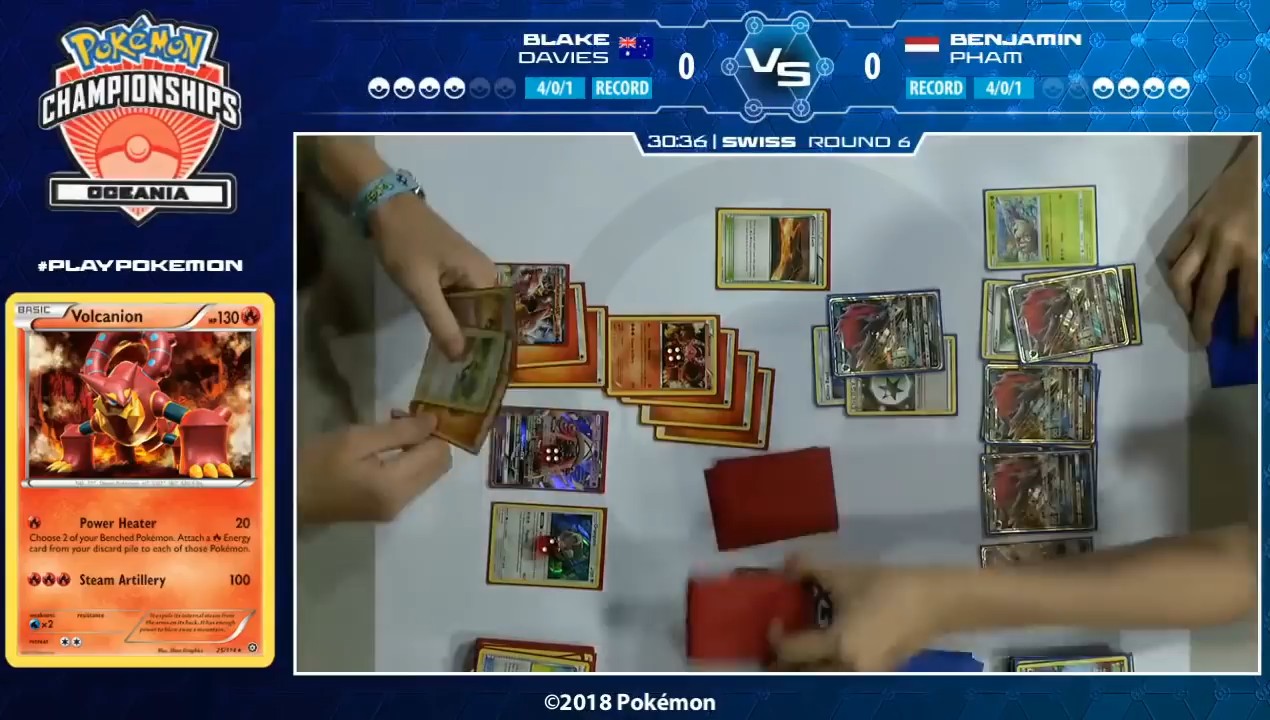 Pokémon
CHAMPIONSHIPS
OCEANIA
#PLAYPOKEMON
BLAKE
DAVIES
0
4/0/1
RECORD
VS
0
BENJAMIN
PHAM
RECORD
4/0/1
30:36 | SWISS ROUND 6
BASIC
Volcanion
HP130
Power Heater 20
Choose 2 of your Benched Pokémon. Attach a Energy
card from your discard pile to each of those Pokémon.
Steam Artillery 100
weakness
resistance
×2
retreat
©2018 Pokémon